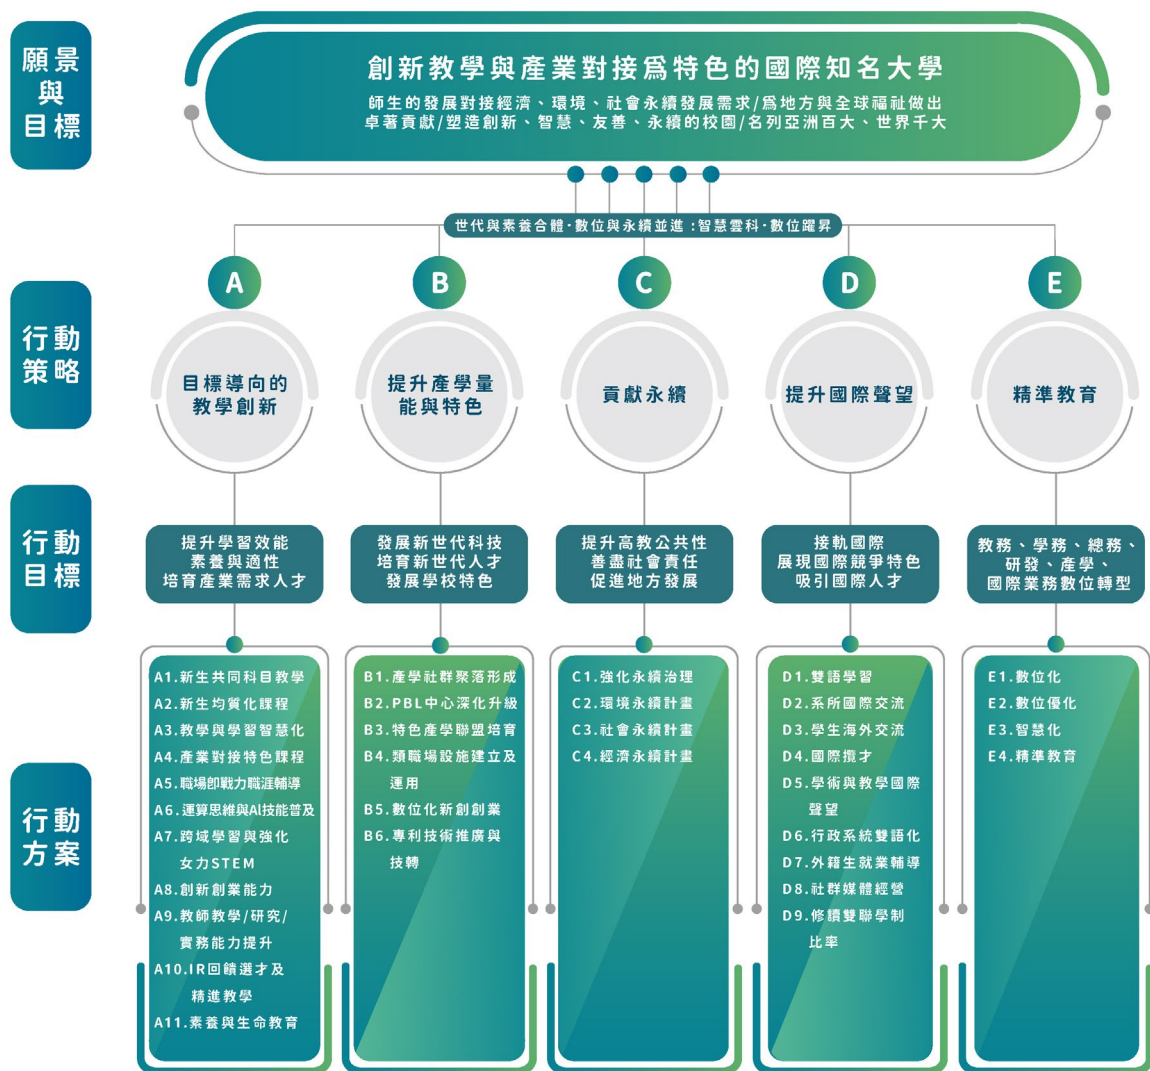 願景
與
目標
創新教學與產業對接為特色的國際知名大學
師生的發展對接經濟、環境、社會永續發展需求/為地方與全球福祉做出
卓著貢獻/塑造創新、智慧、友善、永續的校園/名列亞洲百大、世界千大
世代與素養合體·數位與永續並進:智慧雲科·數位躍昇
行動
策略
A
目標導向的
教學創新
B
提升產學量
能與特色
C
貢獻永續
D
提升國際聲望
E
精準教育
行動
目標
提升學習效能
素養與適性
培育產業需求人才
發展新世代科技
培育新世代人才
發展學校特色
提升高教公共性
善盡社會責任
促進地方發展
接軌國際
展現國際競爭特色
吸引國際人才
教務、學務、總務、
研發、產學、
國際業務數位轉型
行動
方案
A1.新生共同科目教學
A2.新生均質化課程
A3.教學與學習智慧化
A4.產業對接特色課程
A5.職場即戰力職涯輔導
A6.運算思維與AI技能普及
A7.跨域學習與強化
女力STEM
A8.創新創業能力
A9.教師教學/研究/
實務能力提升
A10.IR回饋選才及
精進教學
A11.素養與生命教育
B1.產學社群聚落形成
B2.PBL中心深化升級
B3.特色產學聯盟培育
B4.類職場設施建立及
運用
B5.數位化新創創業
B6.專利技術推廣與
技轉
C1.強化永續治理
C2.環境永續計畫
C3.社會永續計畫
C4.經濟永續計畫
D1.雙語學習
D2.系所國際交流
D3.學生海外交流
D4.國際攬才
D5.學術與教學國際
聲望
D6.行政系統雙語化
D7.外籍生就業輔導
D8.社群媒體經營
D9.修讀雙聯學制
比率
E1.數位化
E2.數位優化
E3.智慧化
E4.精準教育